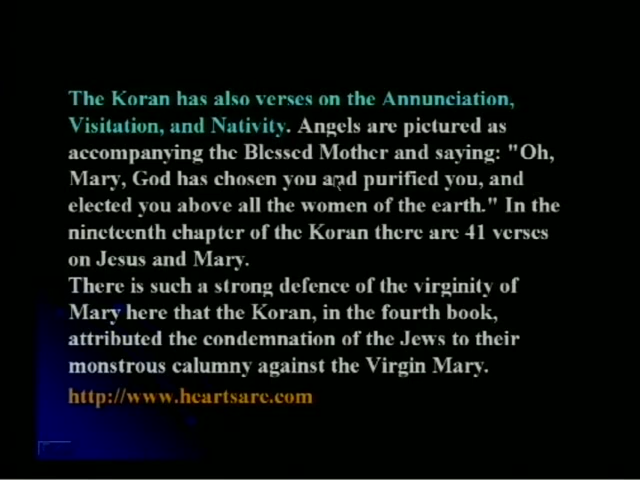 The Koran has also verses on the Annunciation,
Visitation, and Nativity. Angels are pictured as
accompanying the Blessed Mother and saying: "Oh,
Mary, God has chosen you and purified you, and
elected you above all the women of the earth." In the
nineteenth chapter of the Koran there are 41 verses
on Jesus and Mary.
There is such a strong defence of the virginity of
Mary here that the Koran, in the fourth book,
attributed the condemnation of the Jews to their
monstrous calumny against the Virgin Mary.
http://www.heartsare.com